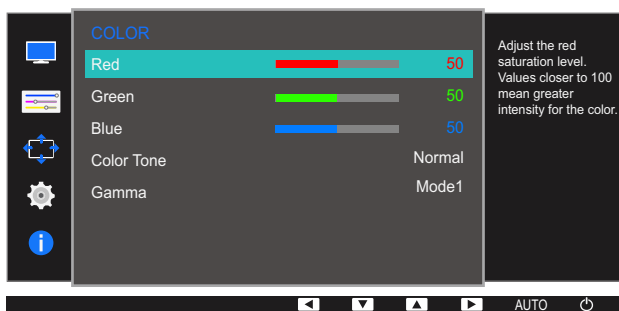 COLOR
Red 50
Green 50
Blue 50
Color Tone Normal
Gamma Mode1
Adjust the red
saturation level.
Values closer to 100
mean greater
intensity for the color.
AUTO